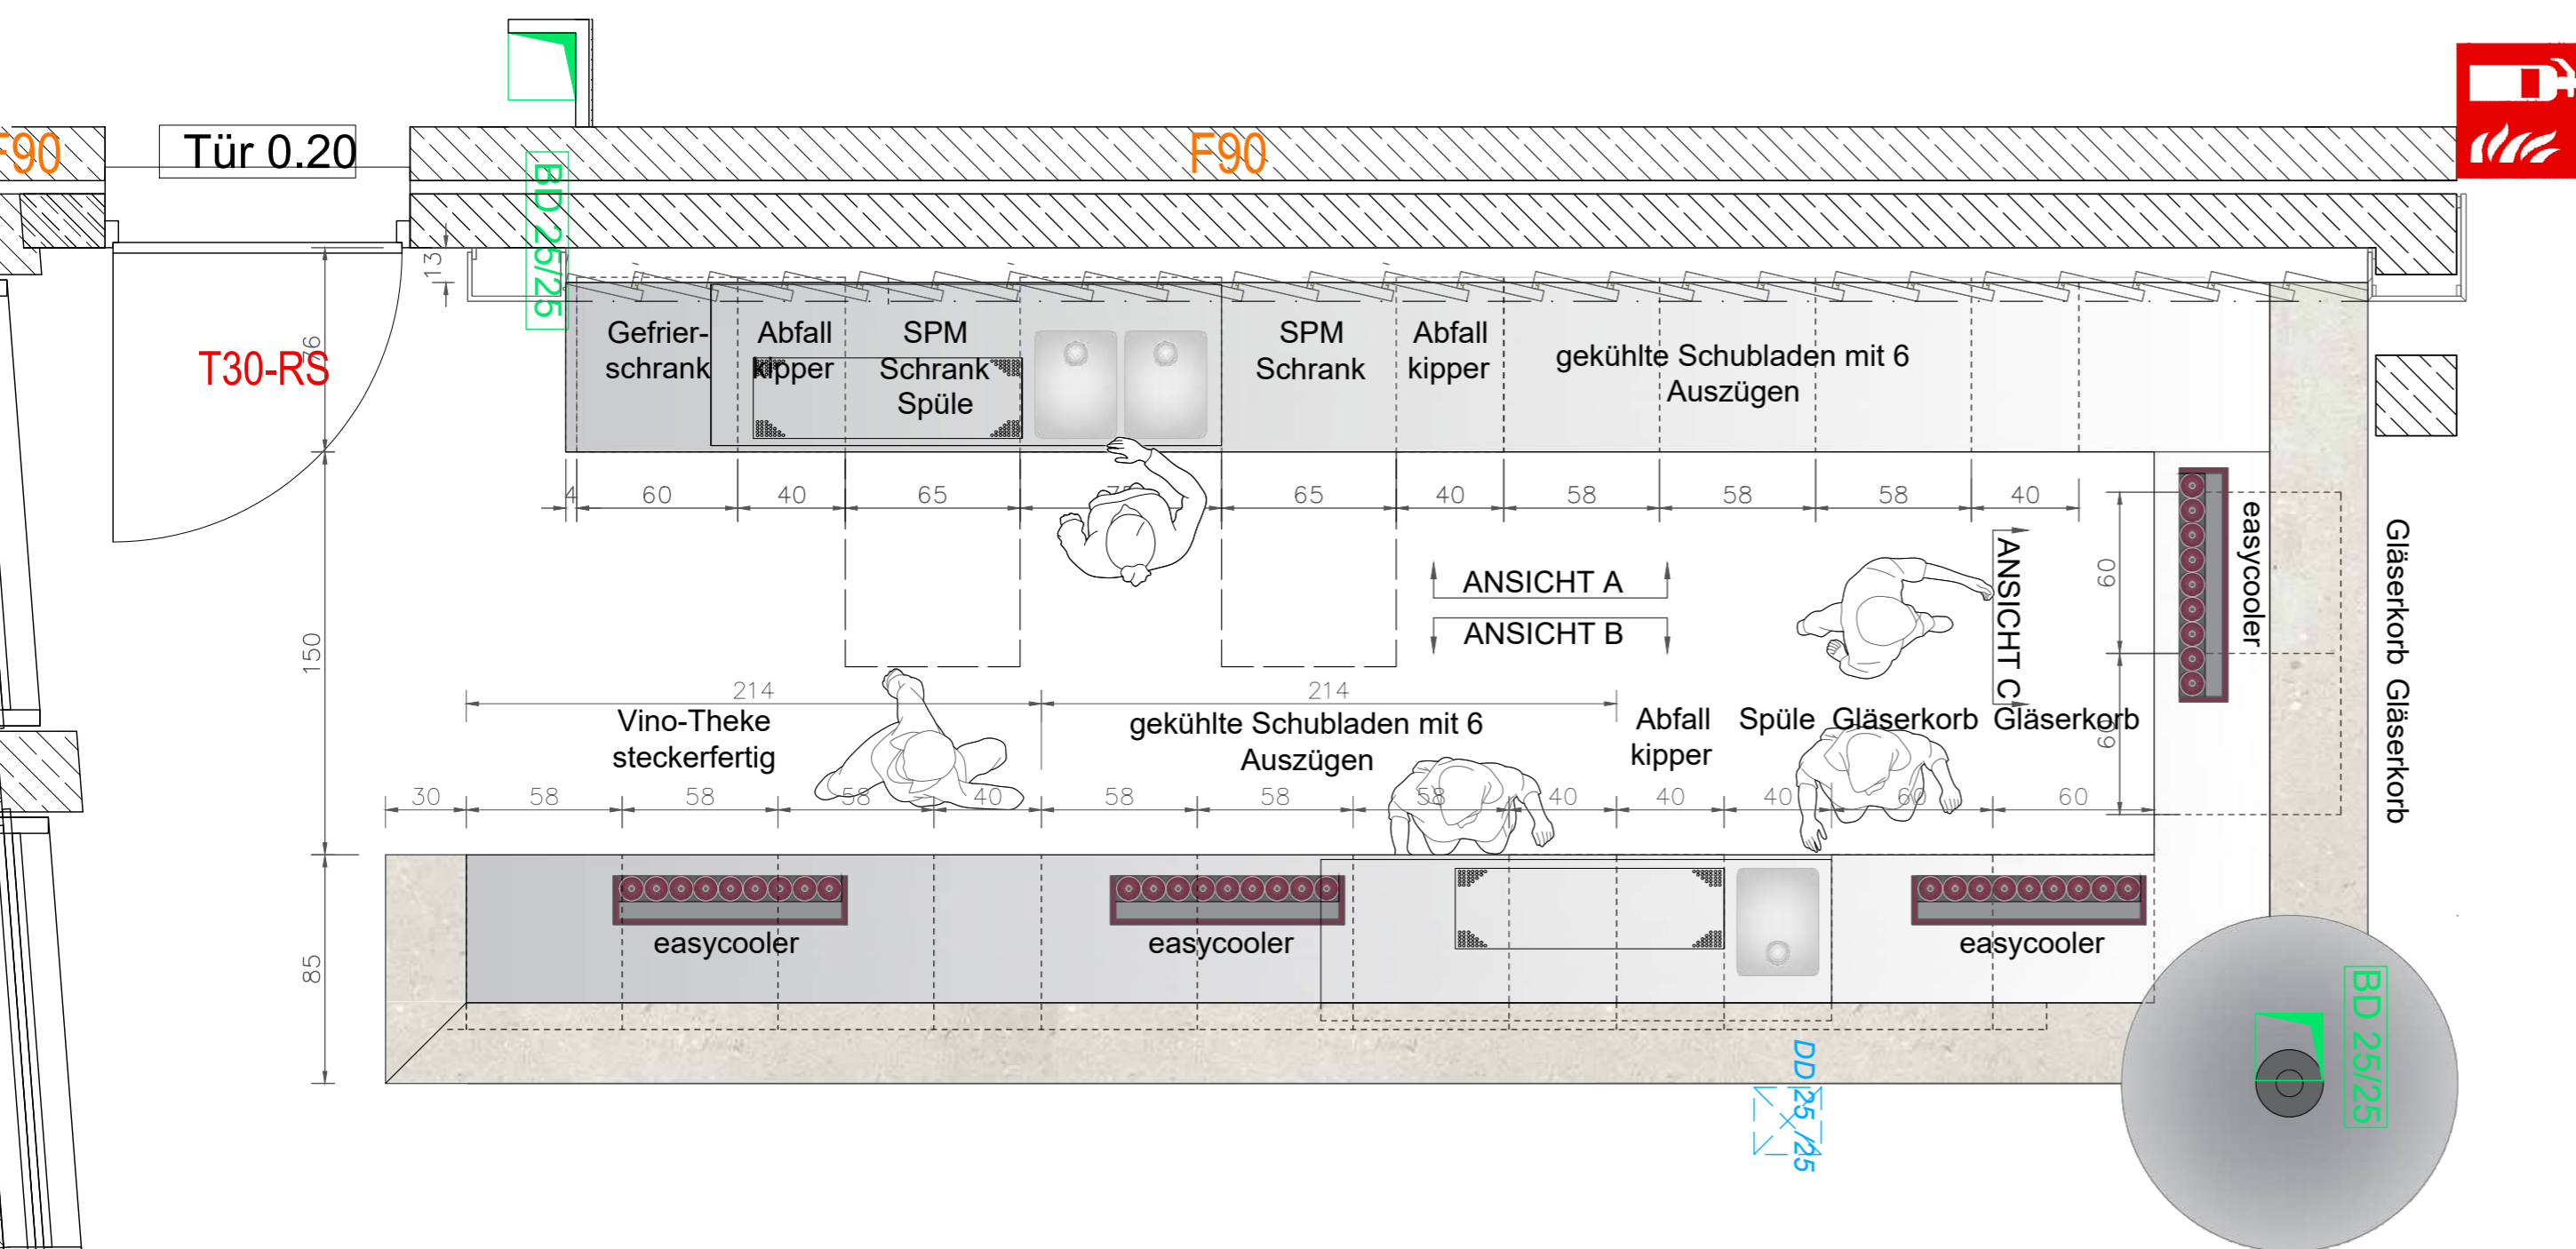 F90
Tür 0.20
F90
BD 25/25
T30-RS
13
76
Gefrier-
schrank
Abfall
kipper
SPM
Schrank
Spüle
SPM
Schrank
Abfall
kipper
gekühlte Schubladen mit 6
Auszügen
4
60
40
65
65
40
58
58
58
40
easycooler
Gläserkorb Gläserkorb
60
60
ANSICHT A
ANSICHT B
ANSICHT C
150
214
214
Vino-Theke
steckerfertig
gekühlte Schubladen mit 6
Auszügen
Abfall
kipper
Spüle
Gläserkorb
Gläserkorb
30
58
58
58
40
58
58
58
40
40
40
60
60
85
easycooler
easycooler
easycooler
BD 25/25
DD 25 /25